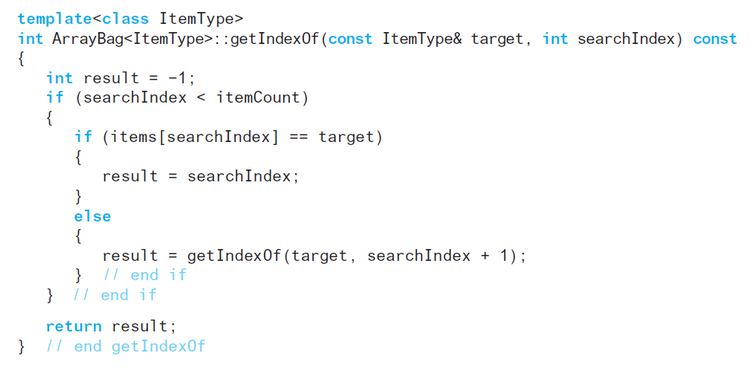 template<class ItemType>
int ArrayBag<ItemType>::getIndexOf(const ItemType& target, int searchIndex) const
{
   int result = −1;
   if (searchIndex < itemCount)
   {
      if (items[searchIndex] == target)
      {
         result = searchIndex;
      }
      else
      {
         result = getIndexOf(target, searchIndex + 1);
      }  // end if
   }  // end if
   return result;
}  // end getIndexOf